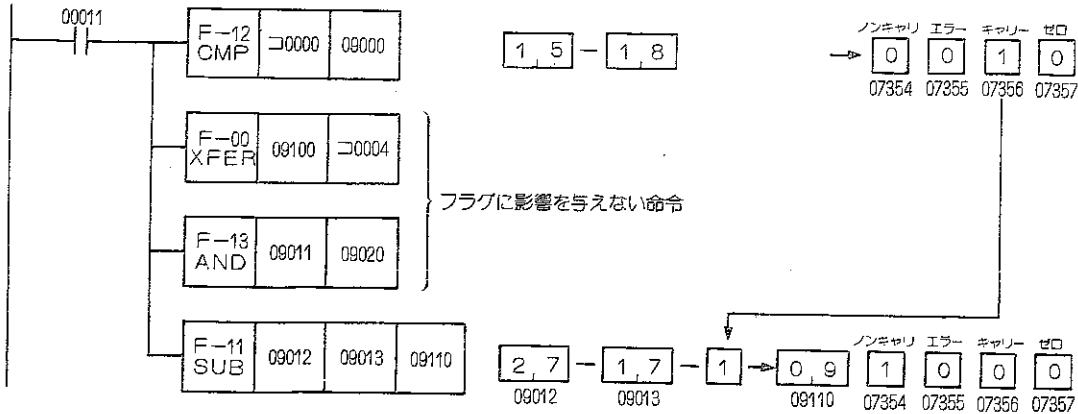 00011
F-12 CMP コ0000 09000
1 5 - 1 8 → ノンキャリ エラー キャリー ゼロ
0 0 1 0
07354 07355 07356 07357
F-00 XFER 09100 コ0004
フラグに影響を与えない命令
F-13 AND 09011 09020
F-11 SUB 09012 09013 09110
2 7 - 1 7 - 1 → 0 9
09012 09013 09110
ノンキャリ エラー キャリー ゼロ
1 0 0 0
07354 07355 07356 07357